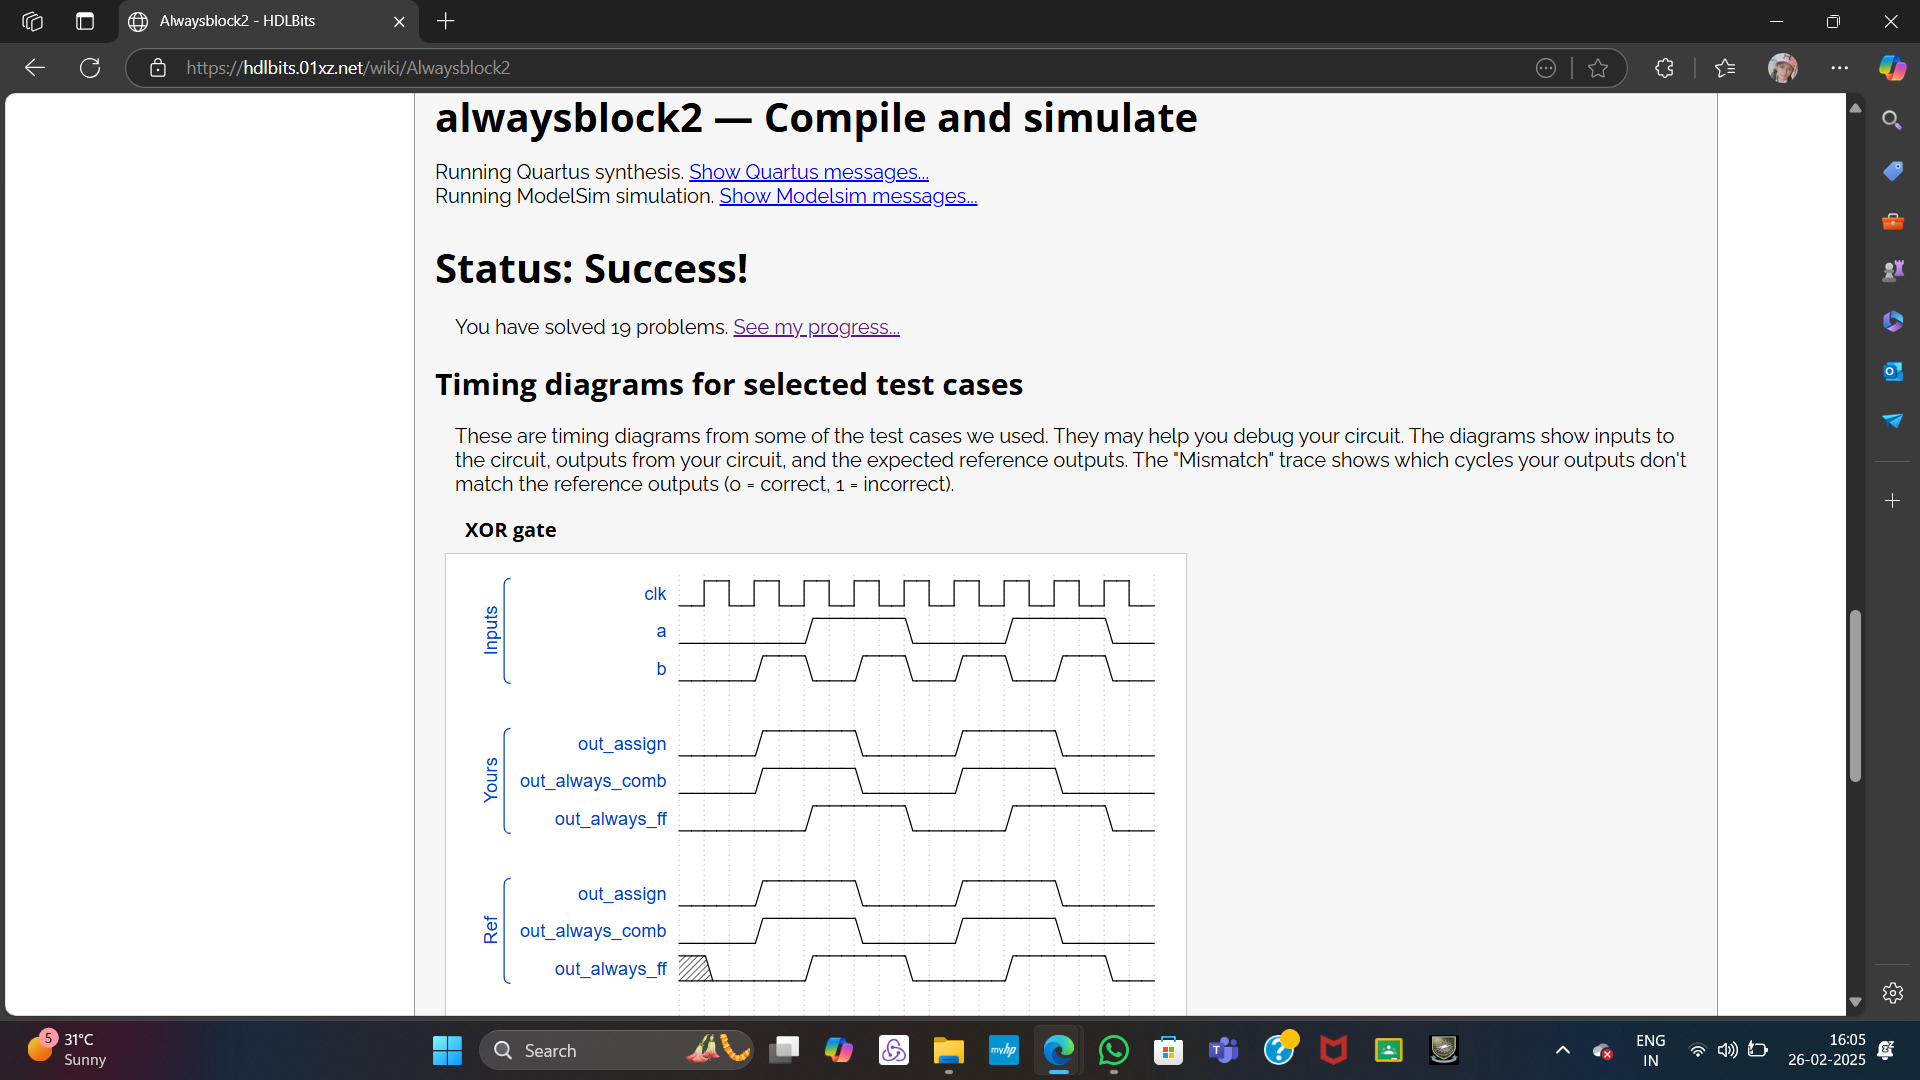 Alwaysblock2 - HDLBits
https://hdlbits.01xz.net/wiki/Alwaysblock2
alwaysblock2 — Compile and simulate
Running Quartus synthesis. Show Quartus messages...
Running ModelSim simulation. Show Modelsim messages...
Status: Success!
You have solved 19 problems. See my progress...
Timing diagrams for selected test cases
These are timing diagrams from some of the test cases we used. They may help you debug your circuit. The diagrams show inputs to
the circuit, outputs from your circuit, and the expected reference outputs. The "Mismatch" trace shows which cycles your outputs don't
match the reference outputs (0 = correct, 1 = incorrect).
XOR gate
Inputs
clk
a
b
Yours
out_assign
out_always_comb
out_always_ff
Ref
out_assign
out_always_comb
out_always_ff
5
31°C
Sunny
Search
myhp
ENG
IN
16:05
26-02-2025